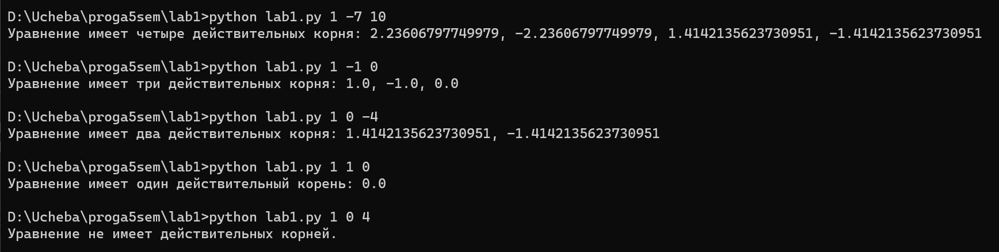 D:\Ucheba\proga5sem\lab1>python lab1.py 1 -7 10
Уравнение имеет четыре действительных корня: 2.23606797749979, -2.23606797749979, 1.4142135623730951, -1.4142135623730951
D:\Ucheba\proga5sem\lab1>python lab1.py 1 -1 0
Уравнение имеет три действительных корня: 1.0, -1.0, 0.0
D:\Ucheba\proga5sem\lab1>python lab1.py 1 0 -4
Уравнение имеет два действительных корня: 1.4142135623730951, -1.4142135623730951
D:\Ucheba\proga5sem\lab1>python lab1.py 1 1 0
Уравнение имеет один действительный корень: 0.0
D:\Ucheba\proga5sem\lab1>python lab1.py 1 0 4
Уравнение не имеет действительных корней.